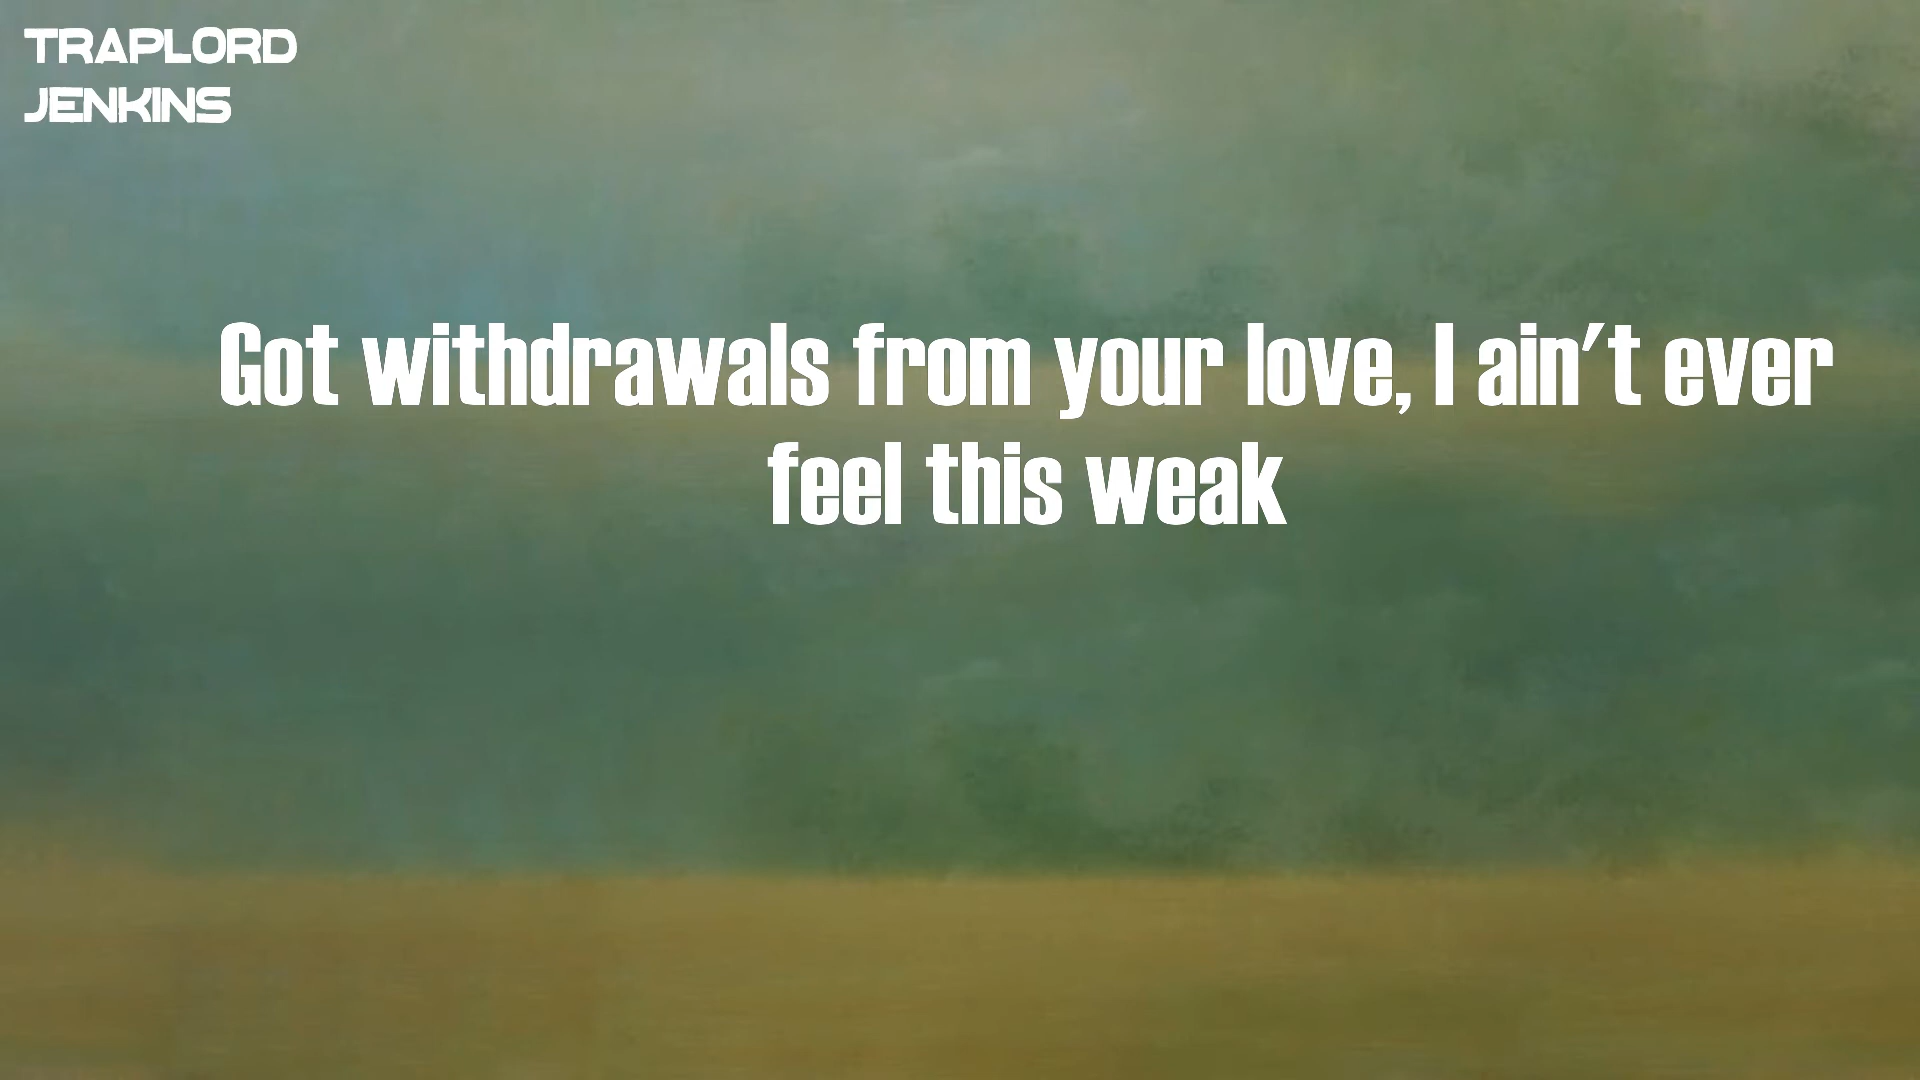 TRAPLORD
JENKINS
Got withdrawals from your love, I ain't ever
feel this weak